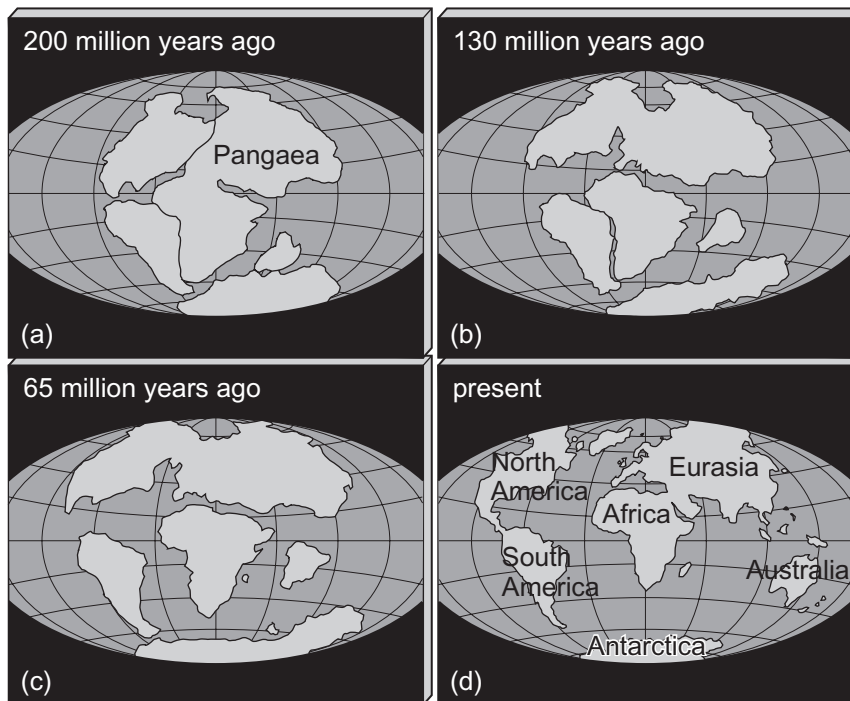 200 million years ago
Pangaea
(a)
130 million years ago
(b)
65 million years ago
(c)
present
North
America
Eurasia
Africa
South
America
Australia
Antarctica
(d)